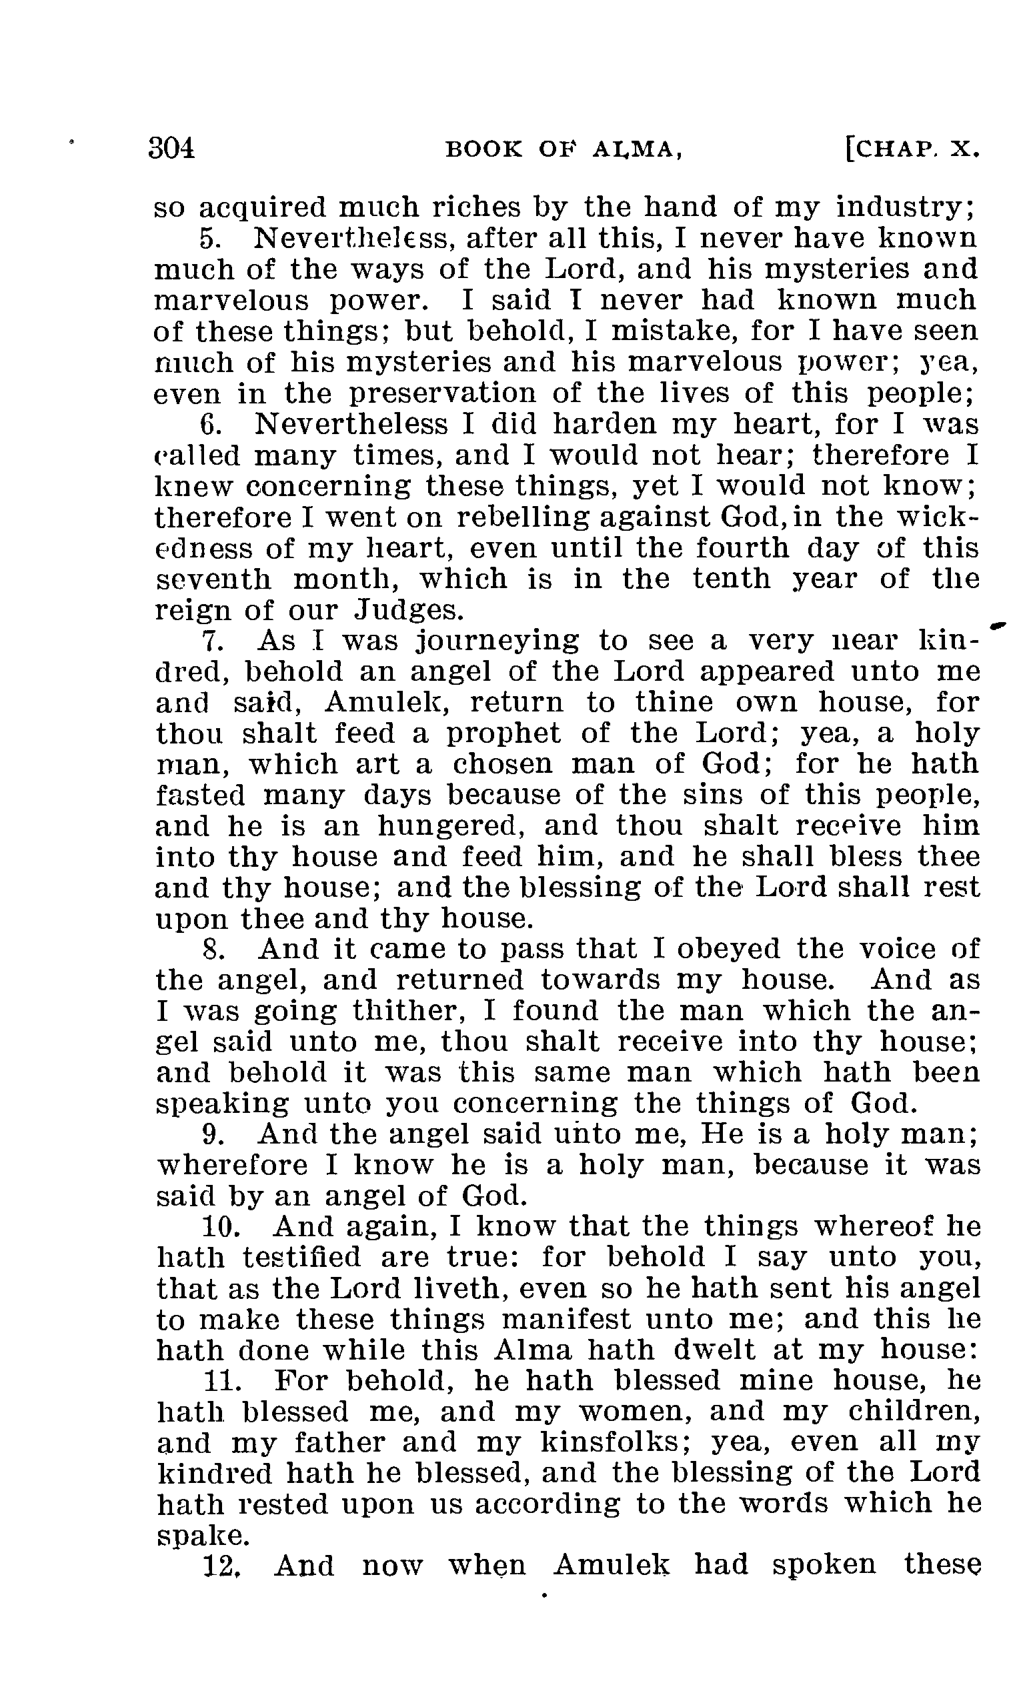 304 BOOK OF ALMA, [CHAP. X.
so acquired much riches by the hand of my industry;
5. Nevertheless, after all this, I never have known
much of the ways of the Lord, and his mysteries and
marvelous power. I said I never had known much
of these things; but behold, I mistake, for I have seen
much of his mysteries and his marvelous power; yea,
even in the preservation of the lives of this people;
6. Nevertheless I did harden my heart, for I was
called many times, and I would not hear; therefore I
knew concerning these things, yet I would not know;
therefore I went on rebelling against God, in the wick-
edness of my heart, even until the fourth day of this
seventh month, which is in the tenth year of the
reign of our Judges.
7. As I was journeying to see a very near kin-
dred, behold an angel of the Lord appeared unto me
and said, Amulek, return to thine own house, for
thou shalt feed a prophet of the Lord; yea, a holy
man, which art a chosen man of God; for he hath
fasted many days because of the sins of this people,
and he is an hungered, and thou shalt receive him
into thy house and feed him, and he shall bless thee
and thy house; and the blessing of the Lord shall rest
upon thee and thy house.
8. And it came to pass that I obeyed the voice of
the angel, and returned towards my house. And as
I was going thither, I found the man which the an-
gel said unto me, thou shalt receive into thy house;
and behold it was this same man which hath been
speaking unto you concerning the things of God.
9. And the angel said unto me, He is a holy man;
wherefore I know he is a holy man, because it was
said by an angel of God.
10. And again, I know that the things whereof he
hath testified are true: for behold I say unto you,
that as the Lord liveth, even so he hath sent his angel
to make these things manifest unto me; and this he
hath done while this Alma hath dwelt at my house:
11. For behold, he hath blessed mine house, he
hath blessed me, and my women, and my children,
and my father and my kinsfolks; yea, even all my
kindred hath he blessed, and the blessing of the Lord
hath rested upon us according to the words which he
spake.
12. And now when Amulek had spoken these